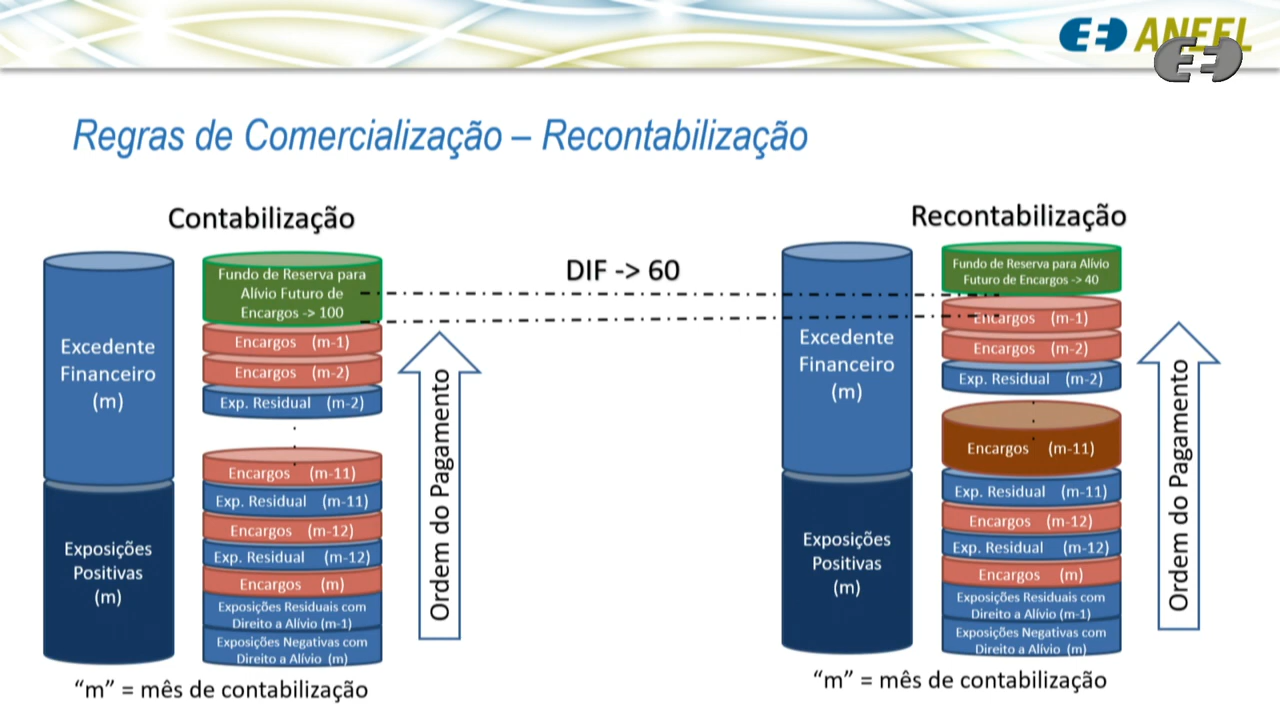 ANEEL
Regras de Comercialização – Recontabilização
Contabilização
Excedente
Financeiro
(m)
Exposições
Positivas
(m)
Fundo de Reserva para
Alívio Futuro de
Encargos -> 100
Encargos (m-1)
Encargos (m-2)
Exp. Residual (m-2)
Encargos (m-11)
Exp. Residual (m-11)
Encargos (m-12)
Exp. Residual (m-12)
Encargos (m)
Exposições Residuais com
Direito a Alívio (m-1)
Exposições Negativas com
Direito a Alívio (m)
Ordem do Pagamento
“m” = mês de contabilização
DIF -> 60
Recontabilização
Excedente
Financeiro
(m)
Exposições
Positivas
(m)
Fundo de Reserva para Alívio
Futuro de Encargos -> 40
Encargos (m-1)
Encargos (m-2)
Exp. Residual (m-2)
Encargos (m-11)
Exp. Residual (m-11)
Encargos (m-12)
Exp. Residual (m-12)
Encargos (m)
Exposições Residuais com
Direito a Alívio (m-1)
Exposições Negativas com
Direito a Alívio (m)
Ordem do Pagamento
“m” = mês de contabilização